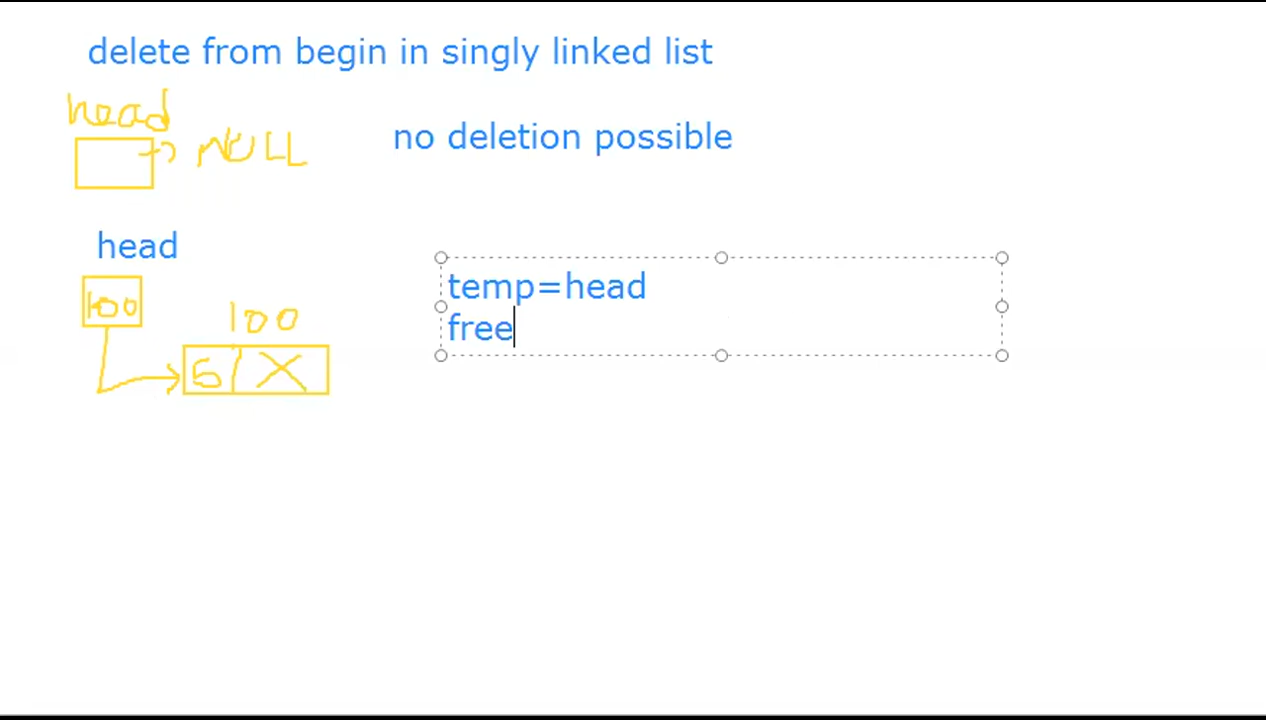 delete from begin in singly linked list
head
NULL
no deletion possible
head
100
100
5 X
temp=head
free